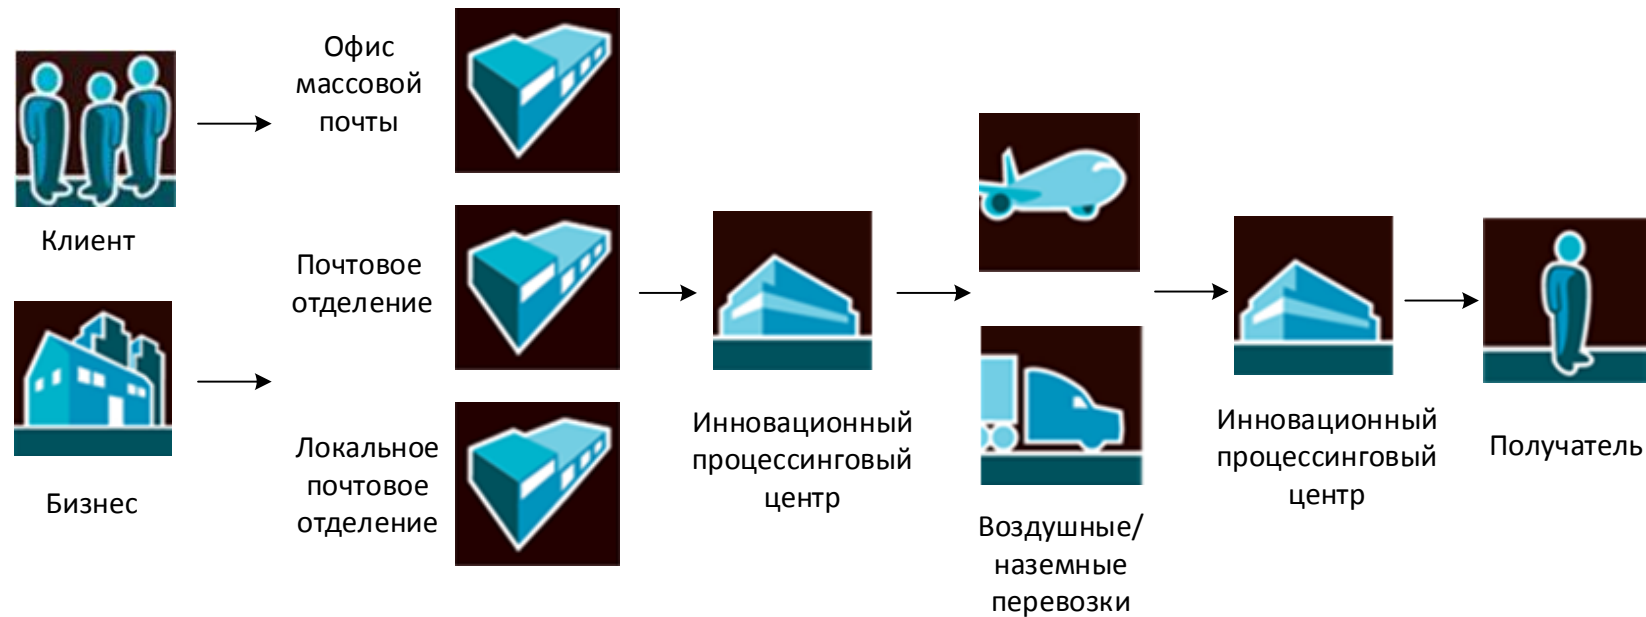 Клиент
Бизнес
Офис
массовой
почты
Почтовое
отделение
Локальное
почтовое
отделение
Инновационный
процессинговый
центр
Воздушные/
наземные
перевозки
Инновационный
процессинговый
центр
Получатель